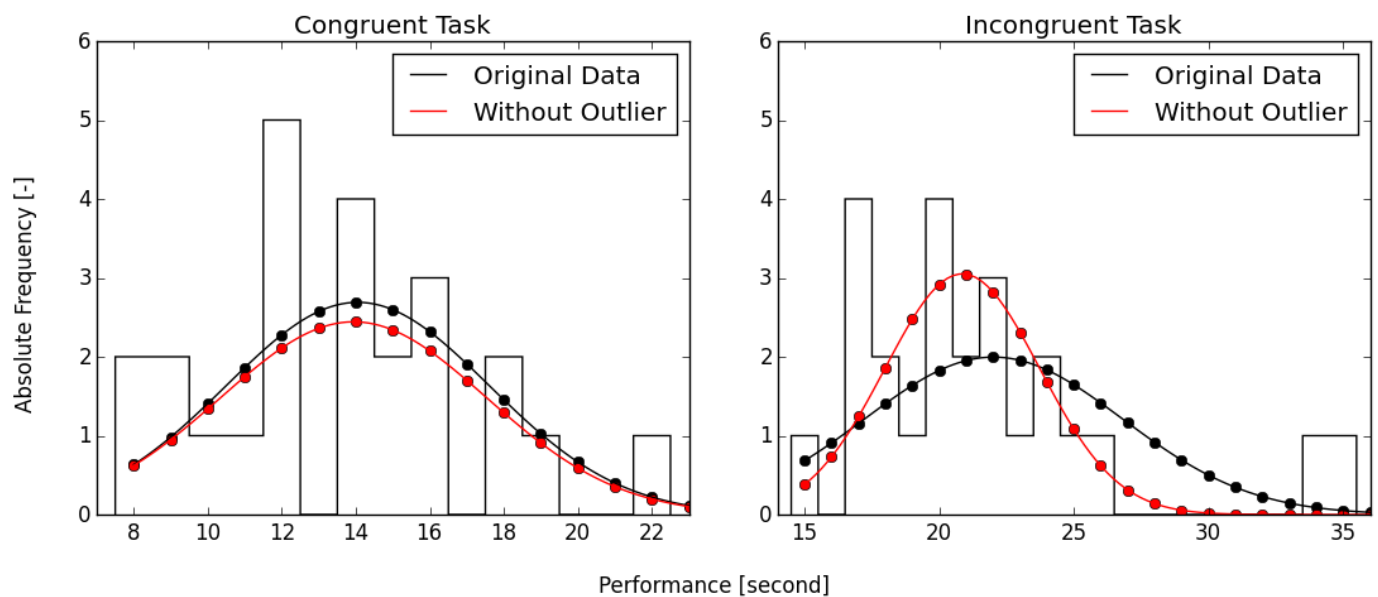 Congruent Task
Incongruent Task
Absolute Frequency [-]
6
5
4
3
2
1
0
Original Data
Without Outlier
8 10 12 14 16 18 20 22
6
5
4
3
2
1
0
Original Data
Without Outlier
15 20 25 30 35
Performance [second]